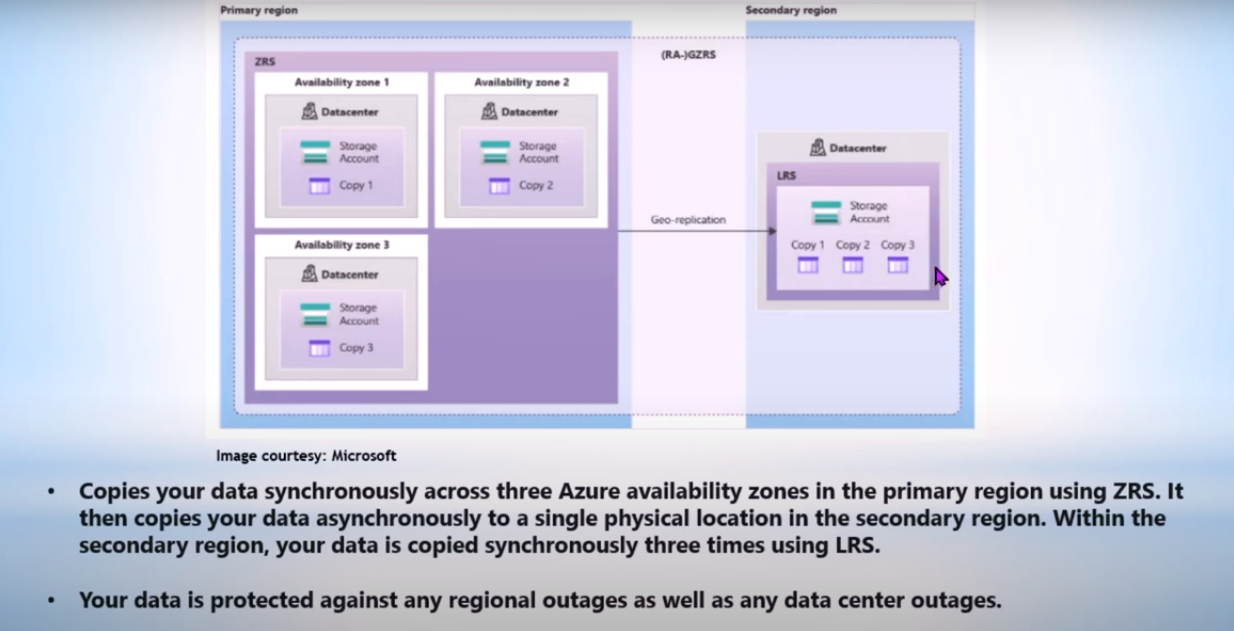 Primary region
Secondary region
(RA-)GZRS
ZRS
Availability zone 1
Datacenter
Storage
Account
Copy 1
Availability zone 2
Datacenter
Storage
Account
Copy 2
Availability zone 3
Datacenter
Storage
Account
Copy 3
Geo-replication
Datacenter
LRS
Storage
Account
Copy 1 Copy 2 Copy 3
Image courtesy: Microsoft
• Copies your data synchronously across three Azure availability zones in the primary region using ZRS. It
then copies your data asynchronously to a single physical location in the secondary region. Within the
secondary region, your data is copied synchronously three times using LRS.
• Your data is protected against any regional outages as well as any data center outages.